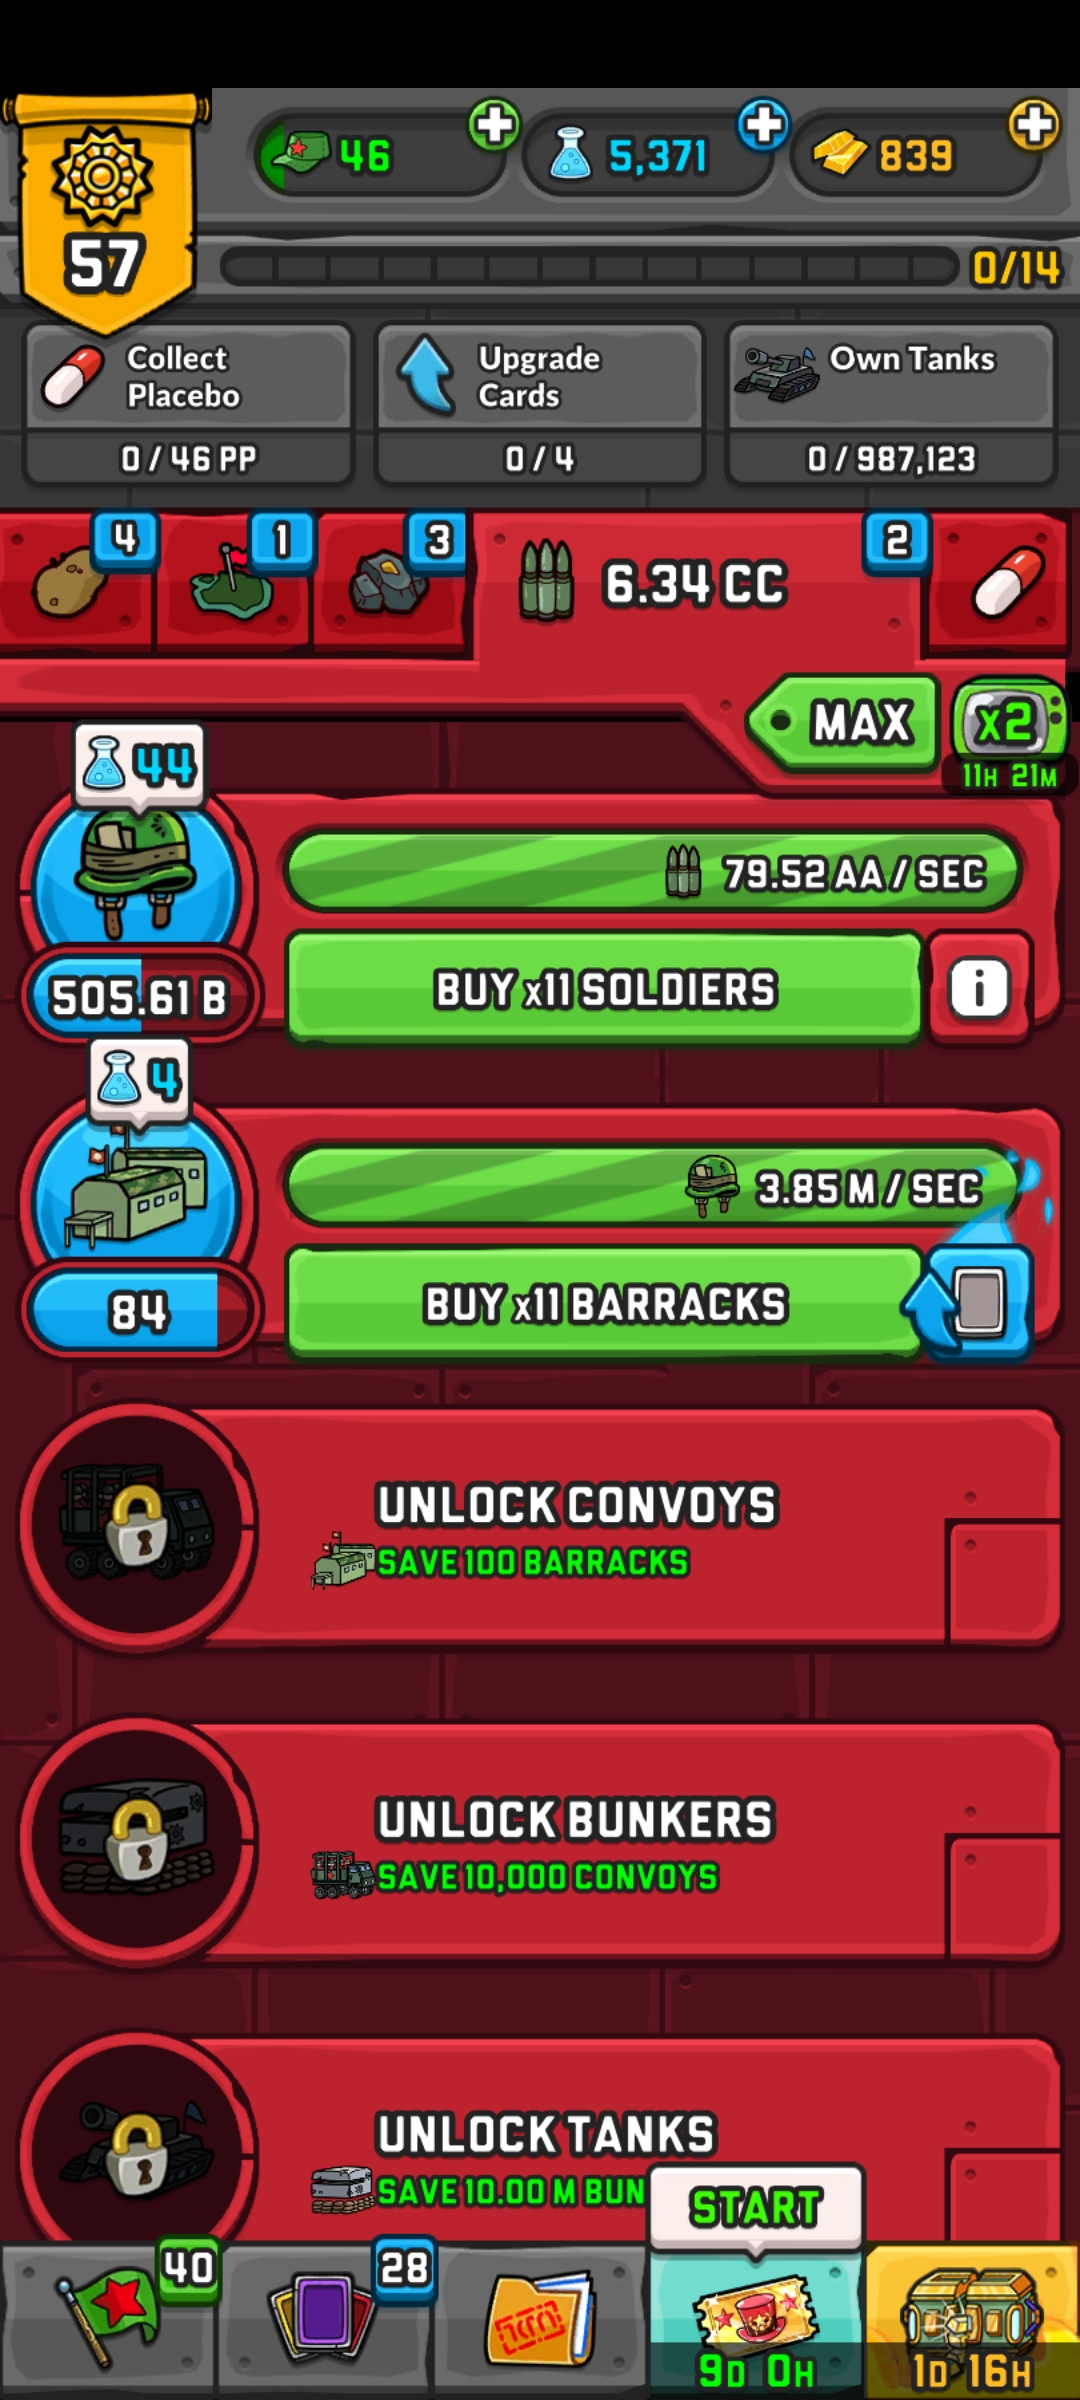 46
5,371
839
57
0/14
Collect
Placebo
0 / 46 PP
Upgrade
Cards
0 / 4
Own Tanks
0 / 987,123
4
1
3
6.34 CC
2
MAX
x2
11H 21M
44
79.52 AA / SEC
505.61 B
BUY x11 SOLDIERS
i
4
3.85 M / SEC
84
BUY x11 BARRACKS
UNLOCK CONVOYS
SAVE 100 BARRACKS
UNLOCK BUNKERS
SAVE 10,000 CONVOYS
UNLOCK TANKS
SAVE 10.00 M BUN
START
40
28
9D 0H
1D 16H